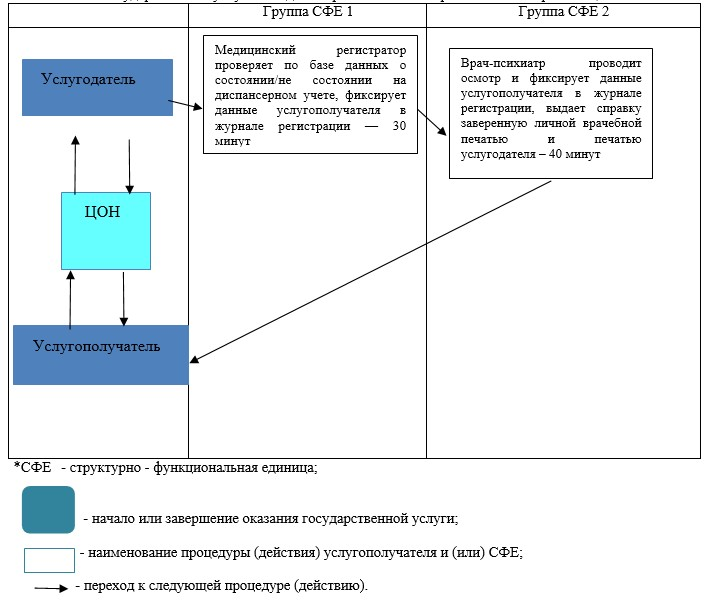 Группа СФЕ 1
Группа СФЕ 2
Услугодатель
Медицинский регистратор
проверяет по базе данных о
состоянии/не состоянии на
диспансерном учете, фиксирует
данные услугополучателя в
журнале регистрации — 30
минут
Врач-психиатр проводит
осмотр и фиксирует данные
услугополучателя в журнале
регистрации, выдает справку
заверенную личной врачебной
печатью и печатью
услугодателя – 40 минут
ЦОН
Услугополучатель
*СФЕ - структурно - функциональная единица;
- начало или завершение оказания государственной услуги;
- наименование процедуры (действия) услугополучателя и (или) СФЕ;
- переход к следующей процедуре (действию).